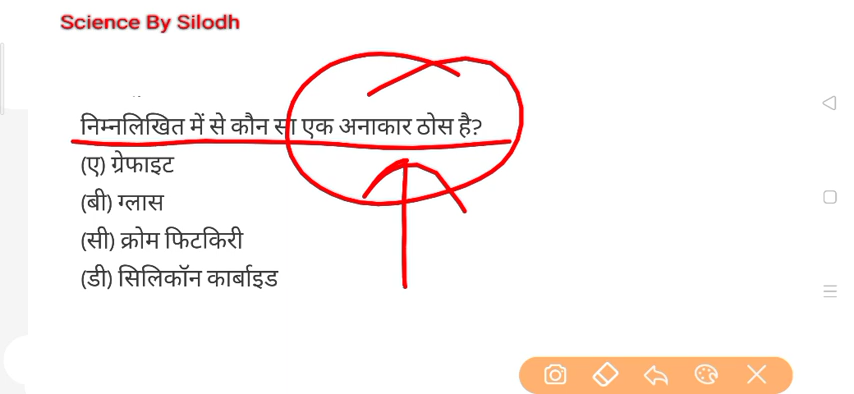 Science By Silodh
निम्नलिखित में से कौन सा एक अनाकार ठोस है?
(ए) ग्रेफाइट
(बी) ग्लास
(सी) क्रोम फिटकिरी
(डी) सिलिकॉन कार्बाइड